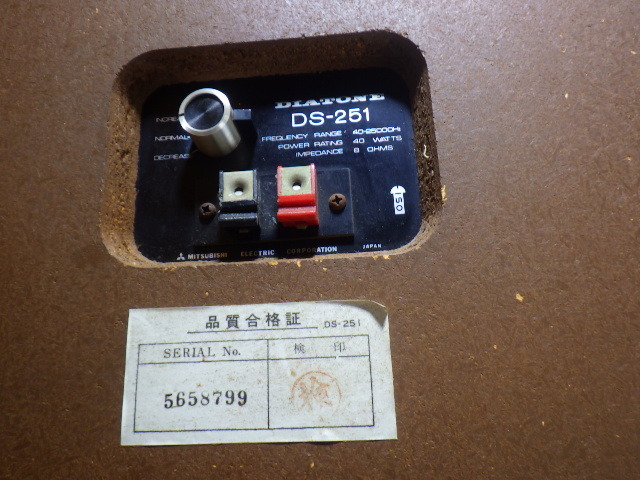 DIATONE
DS-251
INCREASE
NORMAL
DECREASE
FREQUENCY RANGE : 40-25000Hz
POWER RATING : 40 WATTS
IMPEDANCE : 8 OHMS
ISO
MITSUBISHI ELECTRIC CORPORATION JAPAN
品質合格証 DS-251
SERIAL No. 検印
5658799